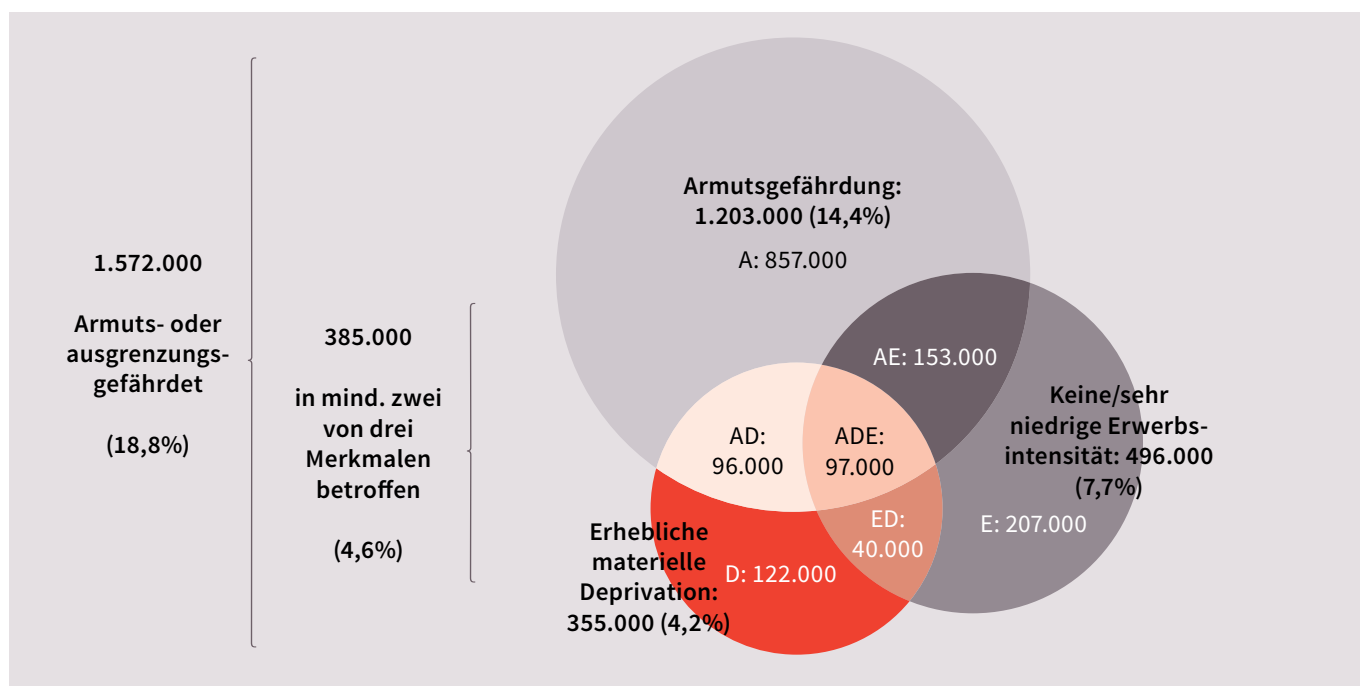 1.572.000
Armuts- oder
ausgrenzungs-
gefährdet
(18,8%)
385.000
in mind. zwei
von drei
Merkmalen
betroffen
(4,6%)
Armutsgefährdung:
1.203.000 (14,4%)
A: 857.000
AE: 153.000
Keine/sehr
niedrige Erwerbs-
intensität: 496.000
(7,7%)
E: 207.000
AD:
96.000
ADE:
97.000
ED:
40.000
Erhebliche
materielle
Deprivation:
355.000 (4,2%)
D: 122.000